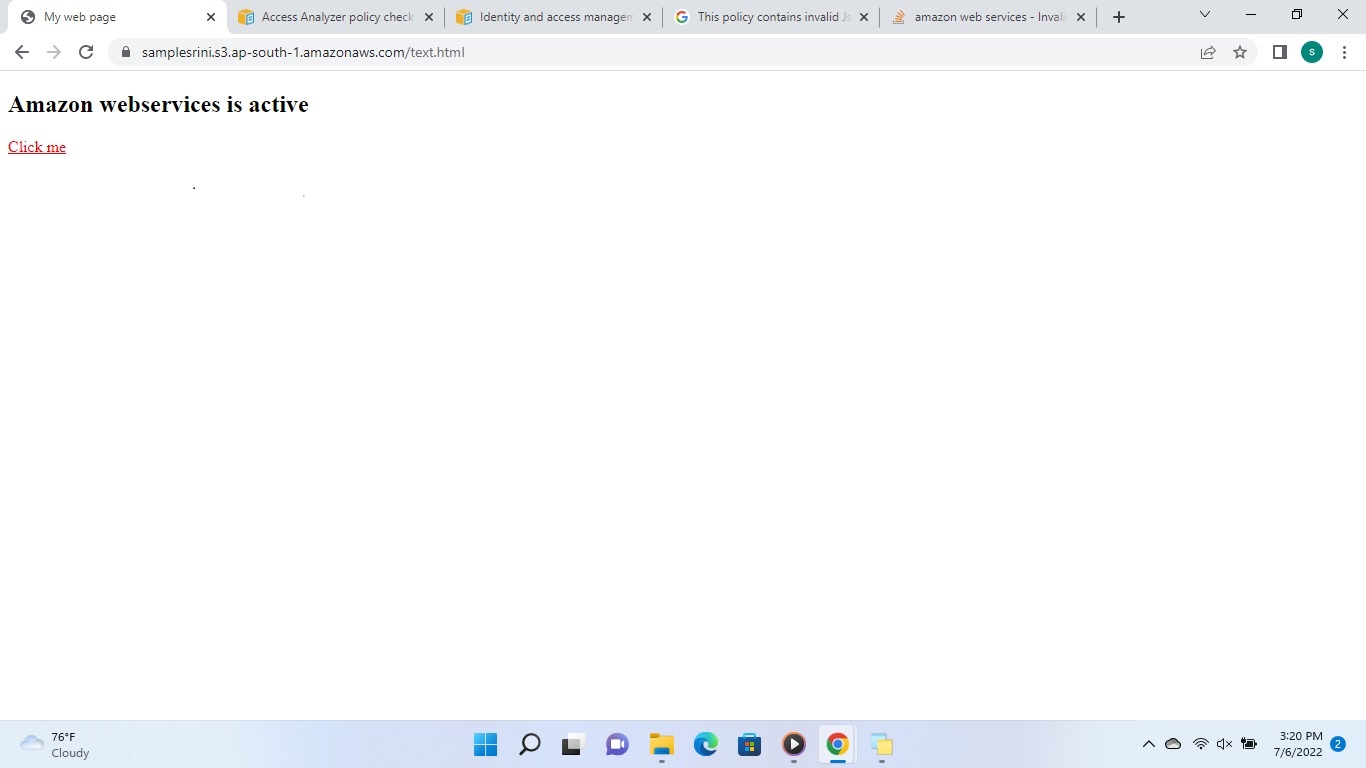 My web page
Access Analyzer policy check
Identity and access managem
This policy contains invalid Js
amazon web services - Invali
samplesrini.s3.ap-south-1.amazonaws.com/text.html
S
Amazon webservices is active
Click me
76°F
Cloudy
3:20 PM
7/6/2022
2